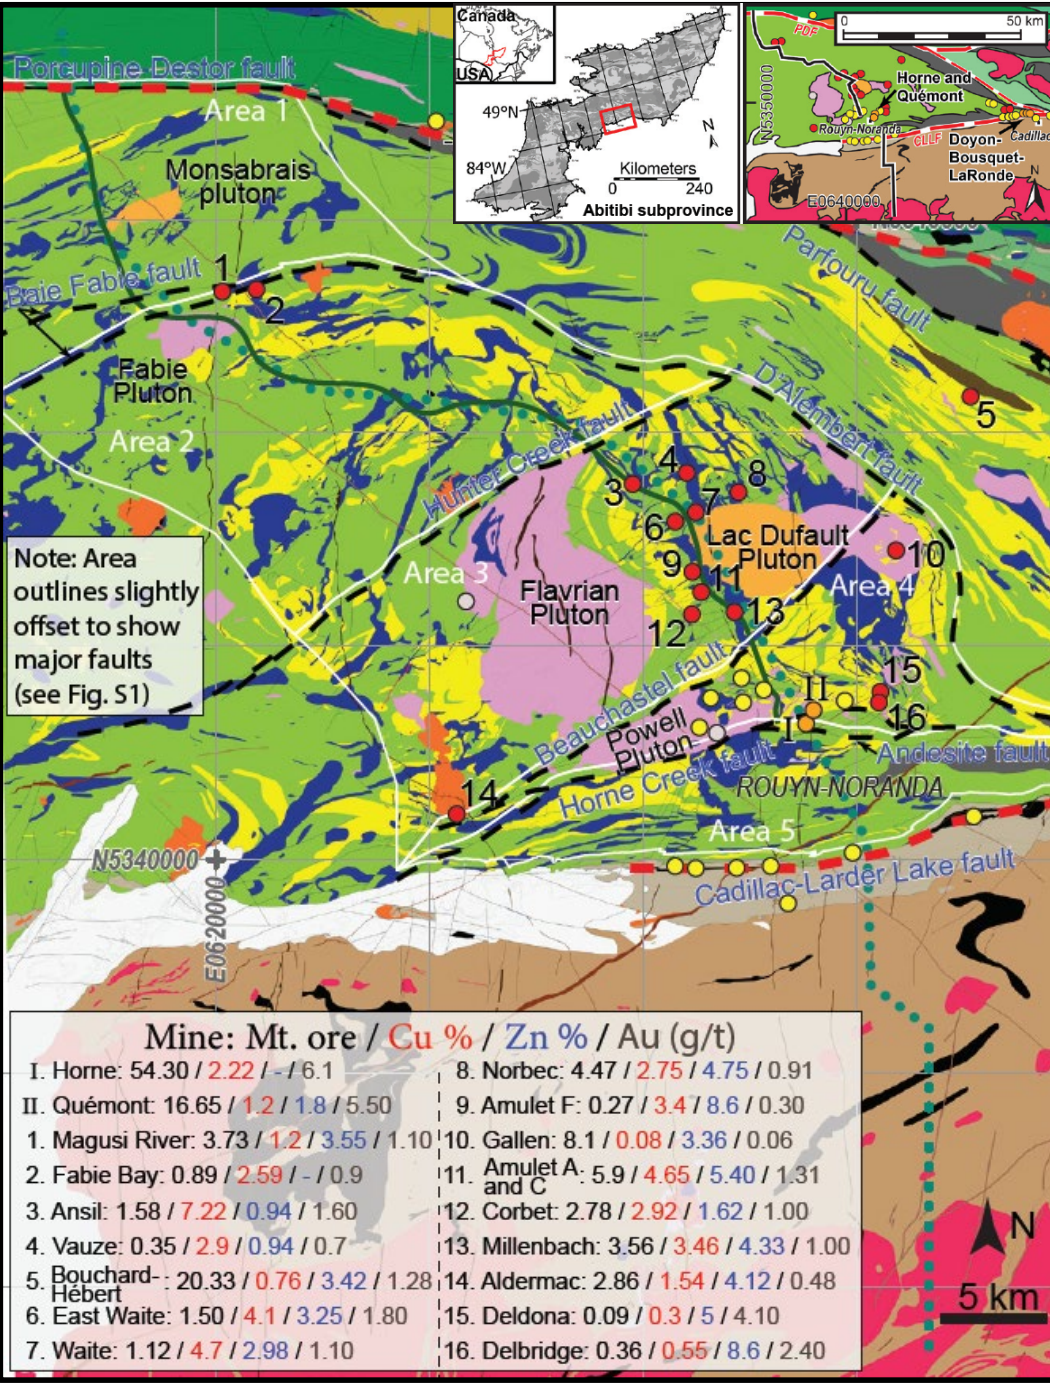 Canada
USA
49°N
84°W
N
Kilometers
0 240
Abitibi subprovince
0 50 km
PDF
N5350000
Horne and
Quémont
Rouyn-Noranda
CLLF
Cadillac
Doyon-
Bousquet-
LaRonde
E0640000
N
Porcupine-Destor fault
Area 1
Monsabrais
pluton
Parfouru fault
Baie Fabie fault
1
2
Fabie
Pluton
D'Alembert fault
5
Area 2
Hunter Creek fault
4
8
3
7
6
Lac Dufault
Pluton
10
Note: Area
outlines slightly
offset to show
major faults
(see Fig. S1)
Area 3
9
11
Area 4
Flavrian
Pluton
12
13
Beauchastel fault
II
15
16
Powell
Pluton
I
Andesite fault
Horne Creek fault
ROUYN-NORANDA
14
Area 5
N5340000
Cadillac-Larder Lake fault
E0620000
Mine: Mt. ore / Cu % / Zn % / Au (g/t)
I. Horne: 54.30 / 2.22 / - / 6.1
II. Quémont: 16.65 / 1.2 / 1.8 / 5.50
1. Magusi River: 3.73 / 1.2 / 3.55 / 1.10
2. Fabie Bay: 0.89 / 2.59 / - / 0.9
3. Ansil: 1.58 / 7.22 / 0.94 / 1.60
4. Vauze: 0.35 / 2.9 / 0.94 / 0.7
5. Bouchard-
Hébert : 20.33 / 0.76 / 3.42 / 1.28
6. East Waite: 1.50 / 4.1 / 3.25 / 1.80
7. Waite: 1.12 / 4.7 / 2.98 / 1.10
8. Norbec: 4.47 / 2.75 / 4.75 / 0.91
9. Amulet F: 0.27 / 3.4 / 8.6 / 0.30
10. Gallen: 8.1 / 0.08 / 3.36 / 0.06
11. Amulet A
and C : 5.9 / 4.65 / 5.40 / 1.31
12. Corbet: 2.78 / 2.92 / 1.62 / 1.00
13. Millenbach: 3.56 / 3.46 / 4.33 / 1.00
14. Aldermac: 2.86 / 1.54 / 4.12 / 0.48
15. Deldona: 0.09 / 0.3 / 5 / 4.10
16. Delbridge: 0.36 / 0.55 / 8.6 / 2.40
N
5 km